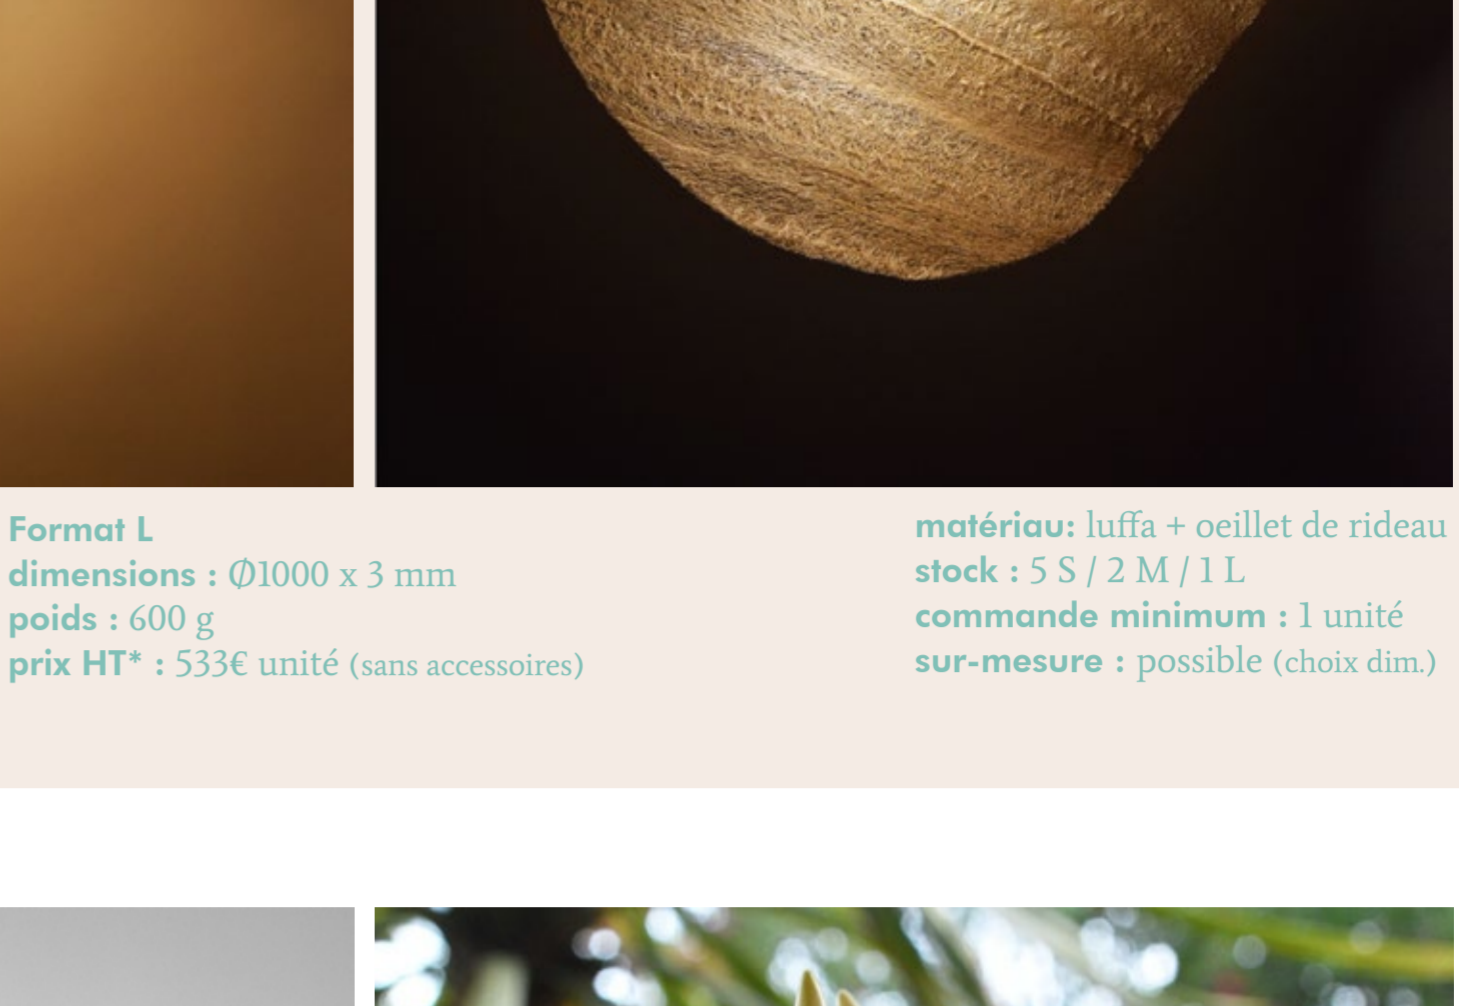 Format L
dimensions : Ø1000 x 3 mm
poids : 600 g
prix HT* : 533€ unité (sans accessoires)
matériau: luffa + oeillet de rideau
stock : 5 S / 2 M / 1 L
commande minimum : 1 unité
sur-mesure : possible (choix dim.)